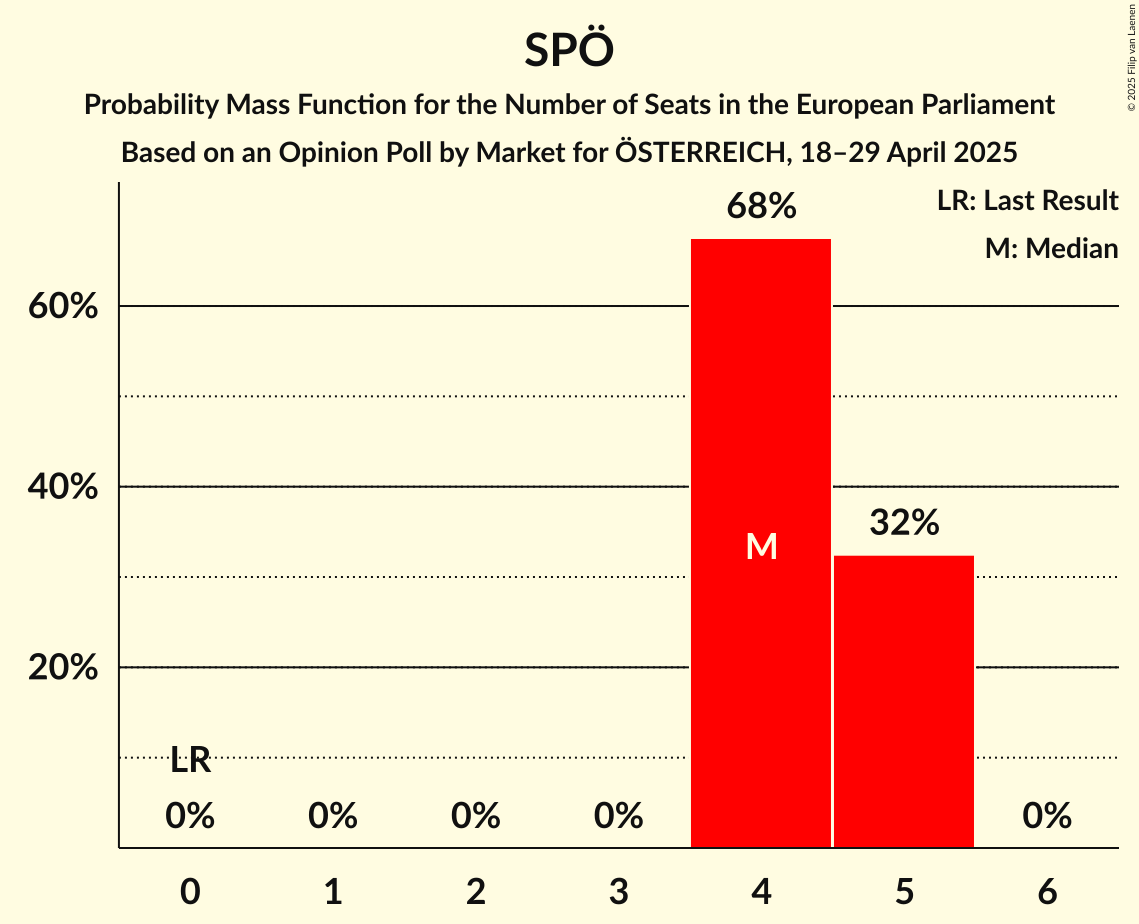 SPÖ
Probability Mass Function for the Number of Seats in the European Parliament
Based on an Opinion Poll by Market for ÖSTERREICH, 18–29 April 2025
© 2025 Filip van Laenen
LR: Last Result
M: Median
68%
60%
40%
32%
M
20%
LR
0% 0% 0% 0% 0%
0 1 2 3 4 5 6